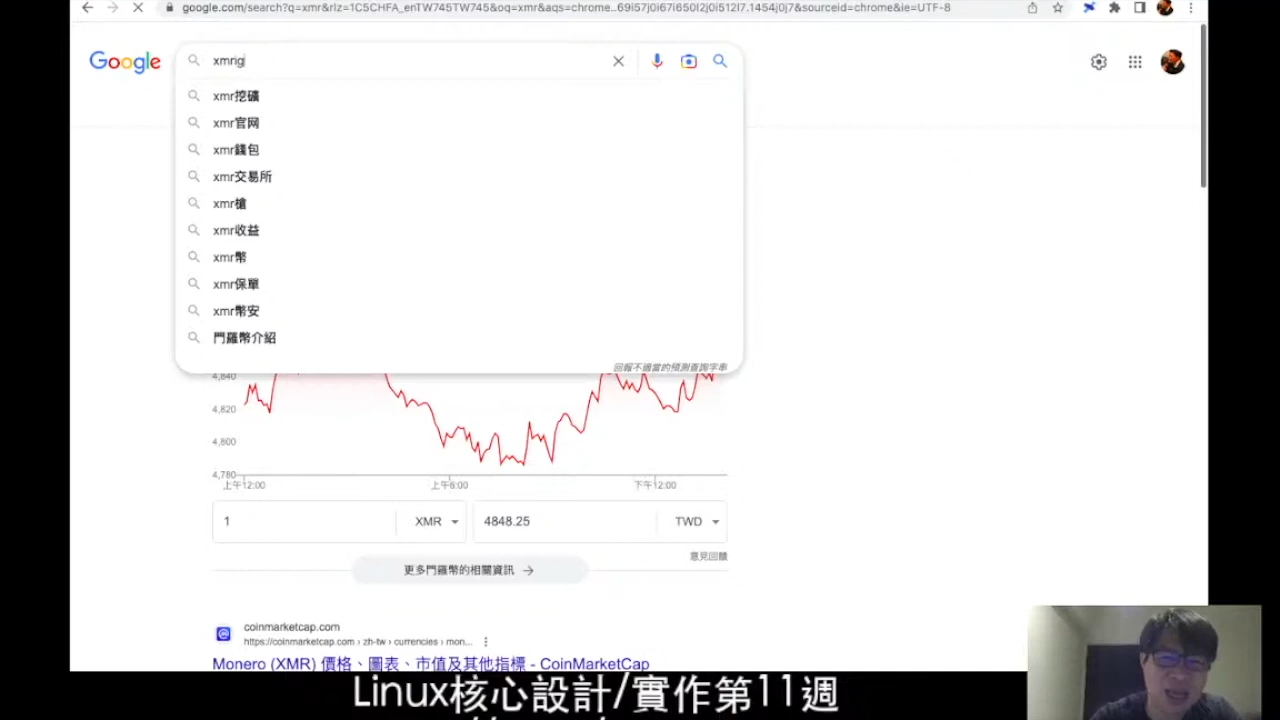 google.com/search?q=xmr&rlz=1C5CHFA_enTW745TW745&oq=xmr&aqs=chrome..69i57j0i67i650l2j0i512l7.1454j0j7&sourceid=chrome&ie=UTF-8
Google
xmrig
xmr挖礦
xmr官网
xmr錢包
xmr交易所
xmr槍
xmr收益
xmr幣
xmr保單
xmr幣安
門羅幣介紹
回報不適當的預測查詢字串
4,840
4,820
4,800
4,780
上午12:00 上午6:00 下午12:00
1 XMR 4848.25 TWD
意見回饋
更多門羅幣的相關資訊 →
coinmarketcap.com
https://coinmarketcap.com › zh-tw › currencies › mon...
Monero (XMR) 價格、圖表、市值及其他指標 - CoinMarketCap
Linux核心設計/實作第11週